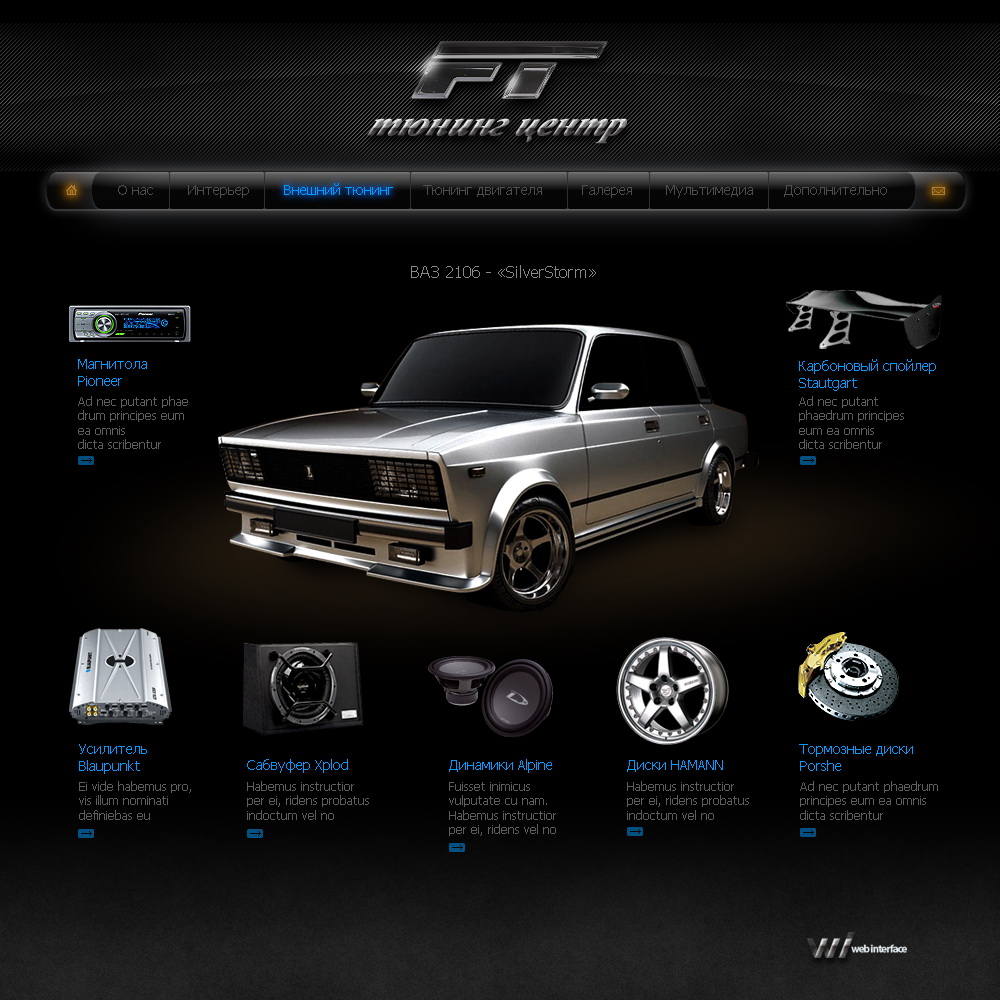 FT
тюнинг центр
О нас
Интерьер
Внешний тюнинг
Тюнинг двигателя
Галерея
Мультимедиа
Дополнительно
ВАЗ 2106 - «SilverStorm»
Магнитола
Pioneer
Ad nec putant phae
drum principes eum
ea omnis
dicta scribentur
Карбоновый спойлер
Stautgart
Ad nec putant
phaedrum principes
eum ea omnis
dicta scribentur
Усилитель
Blaupunkt
Ei vide habemus pro,
vis illum nominati
definiebas eu
Сабвуфер Xplod
Habemus instructior
per ei, ridens probatus
indoctum vel no
Динамики Alpine
Fuisset inimicus
vulputate cu nam.
Habemus instructior
per ei, ridens vel no
Диски HAMANN
Habemus instructior
per ei, ridens probatus
indoctum vel no
Тормозные диски
Porshe
Ad nec putant phaedrum
principes eum ea omnis
dicta scribentur
web interface